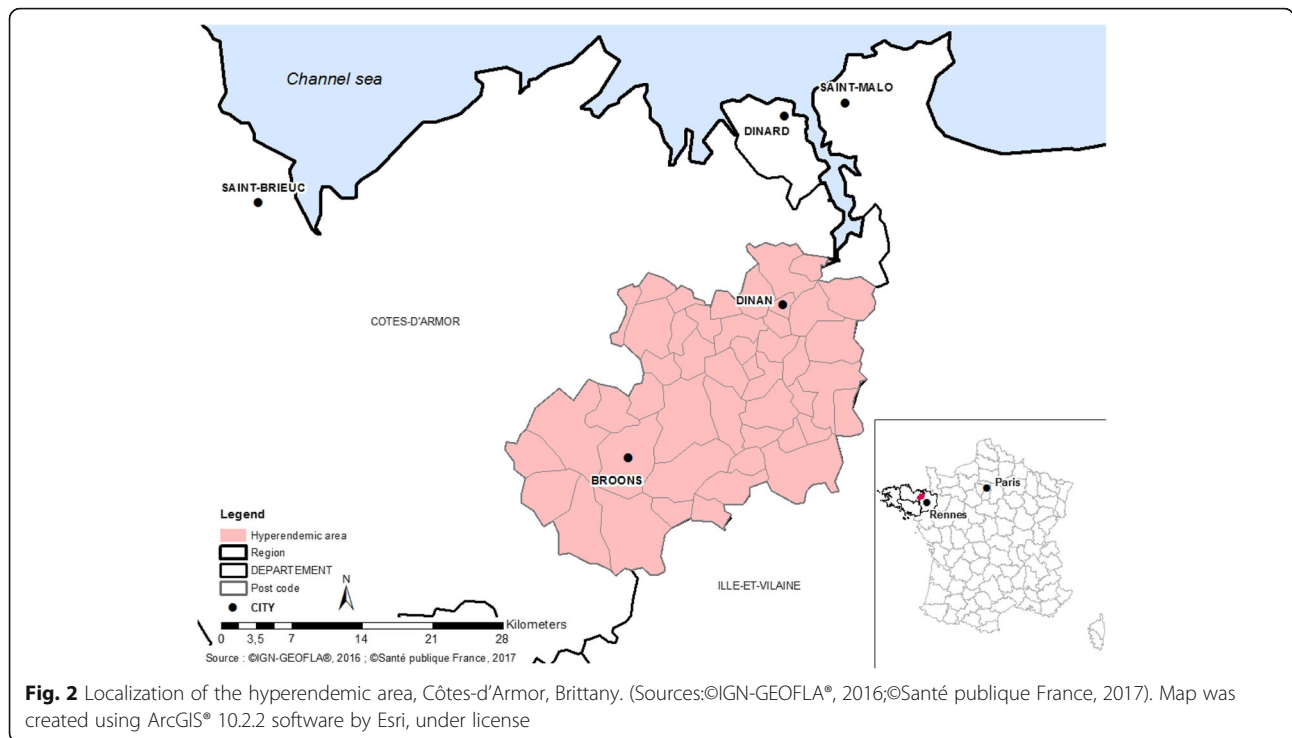 Channel sea
SAINT-MALO
DINARD
SAINT-BRIEUC
DINAN
COTES-D'ARMOR
BROONS
Paris
Rennes
Legend
Hyperendemic area
Region
DEPARTEMENT
Post code
CITY
N
ILLE-ET-VILAINE
Kilometers
0 3,5 7 14 21 28
Source : ©IGN-GEOFLA®, 2016 ; ©Santé publique France, 2017
Fig. 2 Localization of the hyperendemic area, Côtes-d'Armor, Brittany. (Sources:©IGN-GEOFLA®, 2016;©Santé publique France, 2017). Map was
created using ArcGIS® 10.2.2 software by Esri, under license